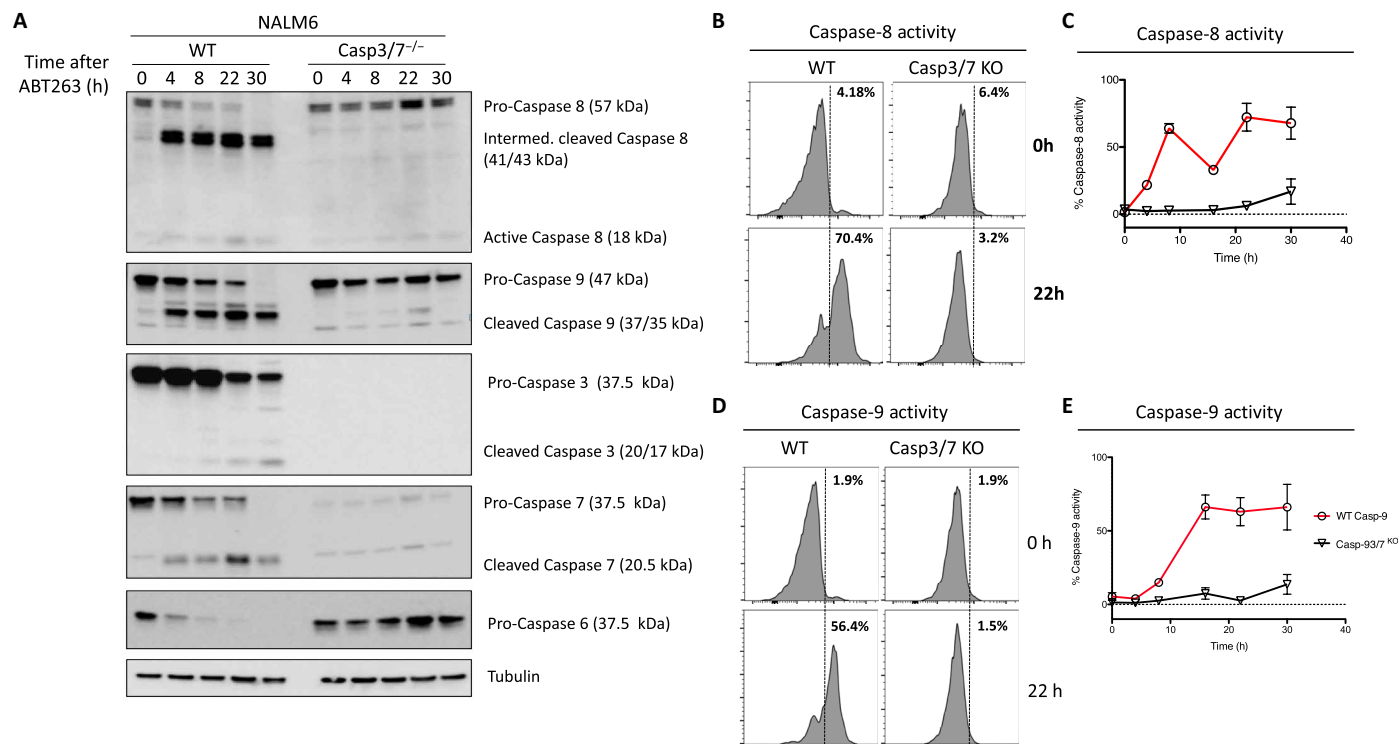 A
NALM6
WT Casp3/7⁻/⁻
Time after
ABT263 (h)
0 4 8 22 30 0 4 8 22 30
Pro-Caspase 8 (57 kDa)
Intermed. cleaved Caspase 8
(41/43 kDa)
Active Caspase 8 (18 kDa)
Pro-Caspase 9 (47 kDa)
Cleaved Caspase 9 (37/35 kDa)
Pro-Caspase 3 (37.5 kDa)
Cleaved Caspase 3 (20/17 kDa)
Pro-Caspase 7 (37.5 kDa)
Cleaved Caspase 7 (20.5 kDa)
Pro-Caspase 6 (37.5 kDa)
Tubulin
B
Caspase-8 activity
WT Casp3/7 KO
4.18% 6.4%
0h
70.4% 3.2%
22h
C
Caspase-8 activity
% Caspase-8 activity
100
50
0
0 10 20 30 40
Time (h)
D
Caspase-9 activity
WT Casp3/7 KO
1.9% 1.9%
0 h
56.4% 1.5%
22 h
E
Caspase-9 activity
% Caspase-9 activity
100
50
0
0 10 20 30 40
Time (h)
WT Casp-9
Casp-93/7 KO